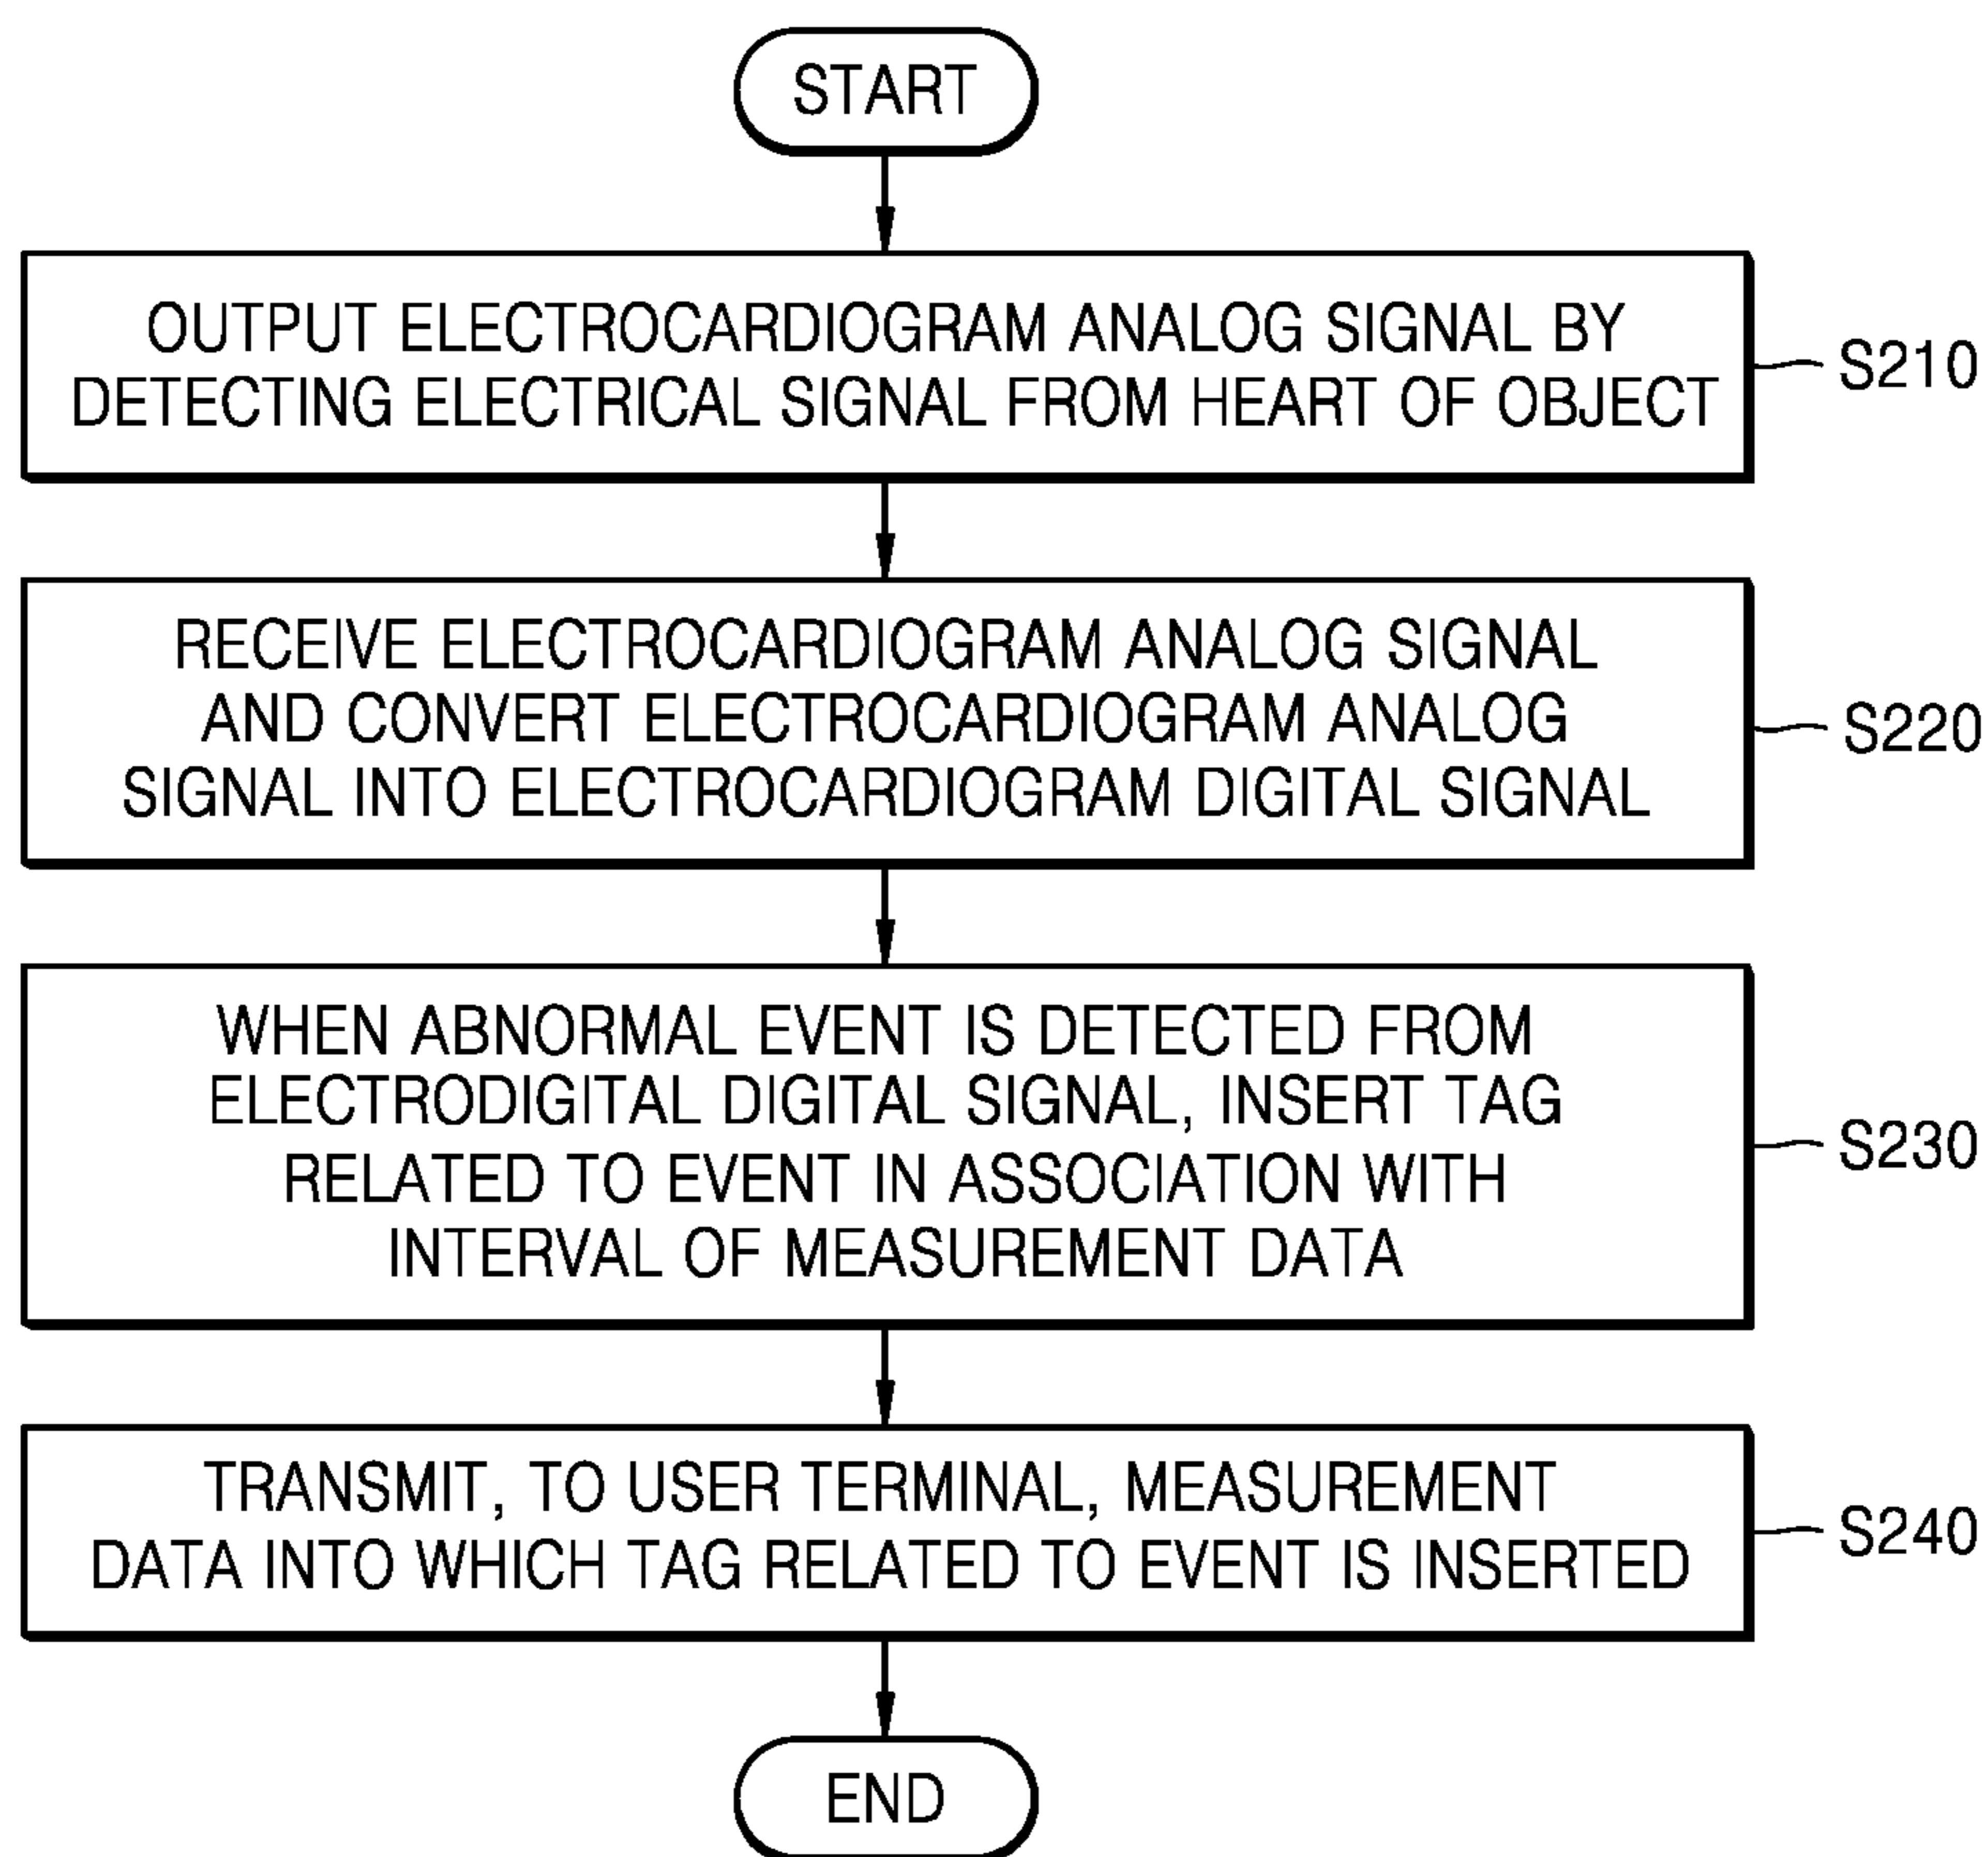 START
OUTPUT ELECTROCARDIOGRAM ANALOG SIGNAL BY
DETECTING ELECTRICAL SIGNAL FROM HEART OF OBJECT
S210
RECEIVE ELECTROCARDIOGRAM ANALOG SIGNAL
AND CONVERT ELECTROCARDIOGRAM ANALOG
SIGNAL INTO ELECTROCARDIOGRAM DIGITAL SIGNAL
S220
WHEN ABNORMAL EVENT IS DETECTED FROM
ELECTRODIGITAL DIGITAL SIGNAL, INSERT TAG
RELATED TO EVENT IN ASSOCIATION WITH
INTERVAL OF MEASUREMENT DATA
S230
TRANSMIT, TO USER TERMINAL, MEASUREMENT
DATA INTO WHICH TAG RELATED TO EVENT IS INSERTED
S240
END